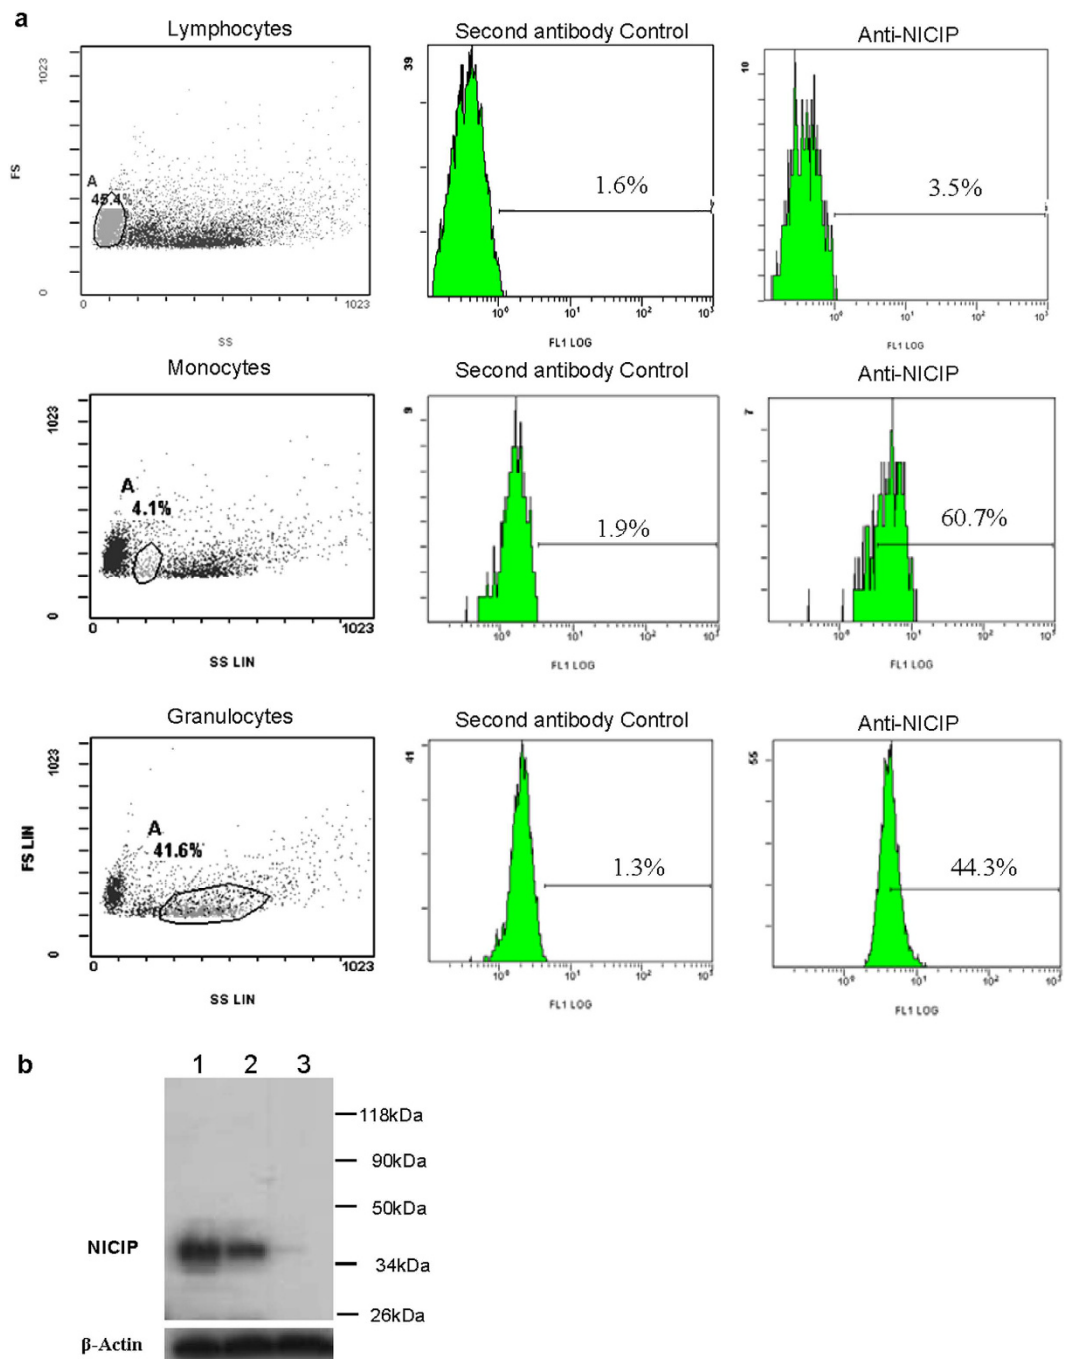 a
Lymphocytes
Second antibody Control
Anti-NICIP
1023
FS
0
A
45.4%
0
1023
SS
39
1.6%
10⁰ 10¹ 10² 10³
FL1 LOG
10
3.5%
10⁰ 10¹ 10² 10³
FL1 LOG
Monocytes
Second antibody Control
Anti-NICIP
1023
0
A
4.1%
0
1023
SS LIN
9
1.9%
10⁰ 10¹ 10² 10³
FL1 LOG
7
60.7%
10⁰ 10¹ 10² 10³
FL1 LOG
Granulocytes
Second antibody Control
Anti-NICIP
1023
FS LIN
0
A
41.6%
0
1023
SS LIN
41
1.3%
10⁰ 10¹ 10² 10³
FL1 LOG
55
44.3%
10⁰ 10¹ 10² 10³
FL1 LOG
b
1 2 3
118kDa
90kDa
50kDa
NICIP
34kDa
26kDa
β-Actin